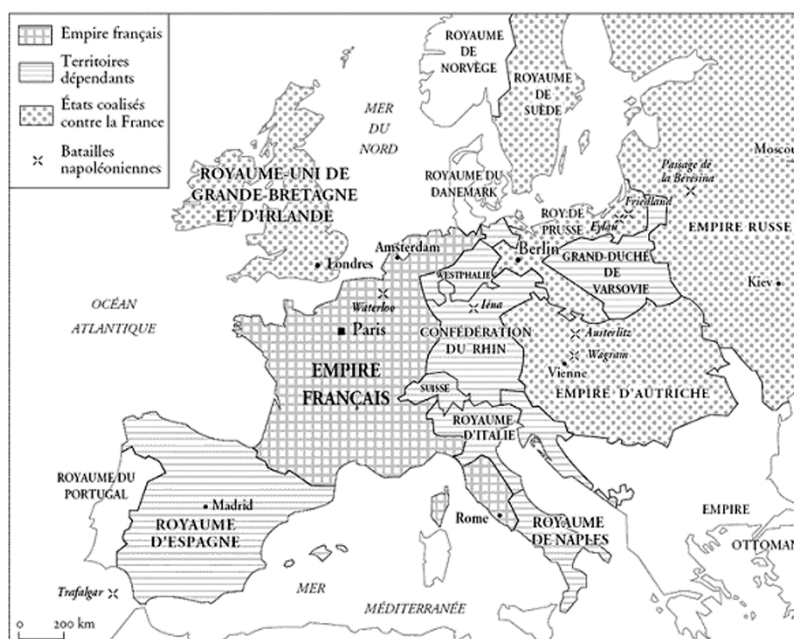 Empire français
Territoires
dépendants
États coalisés
contre la France
Batailles
napoléoniennes
ROYAUME
DE
NORVÈGE
ROYAUME
DE
SUÈDE
MER
DU
NORD
Moscou
Passage de
la Bérésina
ROYAUME-UNI DE
GRANDE-BRETAGNE
ET D'IRLANDE
ROYAUME DU
DANEMARK
Friedland
Eylau
ROY. DE
PRUSSE
EMPIRE RUSSE
Amsterdam
Berlin
GRAND-DUCHÉ
DE
VARSOVIE
Londres
WESTPHALIE
Kiev
OCÉAN
ATLANTIQUE
Waterloo
Iéna
Paris
CONFÉDÉRATION
DU RHIN
Austerlitz
Wagram
Vienne
EMPIRE
FRANÇAIS
SUISSE
EMPIRE D'AUTRICHE
ROYAUME
D'ITALIE
ROYAUME DU
PORTUGAL
Madrid
ROYAUME
D'ESPAGNE
Rome
ROYAUME
DE NAPLES
EMPIRE
OTTOMAN
Trafalgar
MER
MÉDITERRANÉE
0 200 km